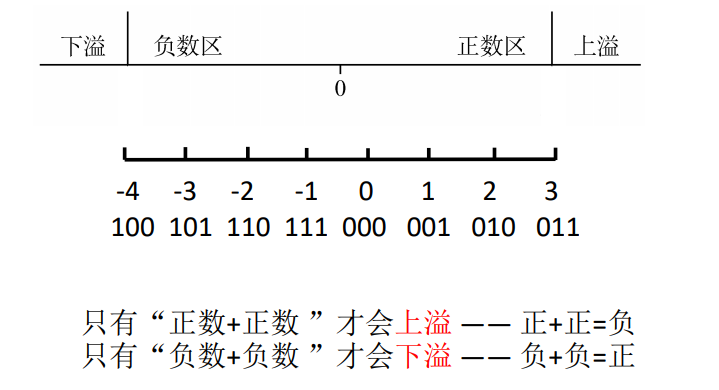 下溢 负数区 正数区 上溢
0
-4 -3 -2 -1 0 1 2 3
100 101 110 111 000 001 010 011
只有“正数+正数 ”才会上溢 —— 正+正=负
只有“负数+负数 ”才会下溢 —— 负+负=正